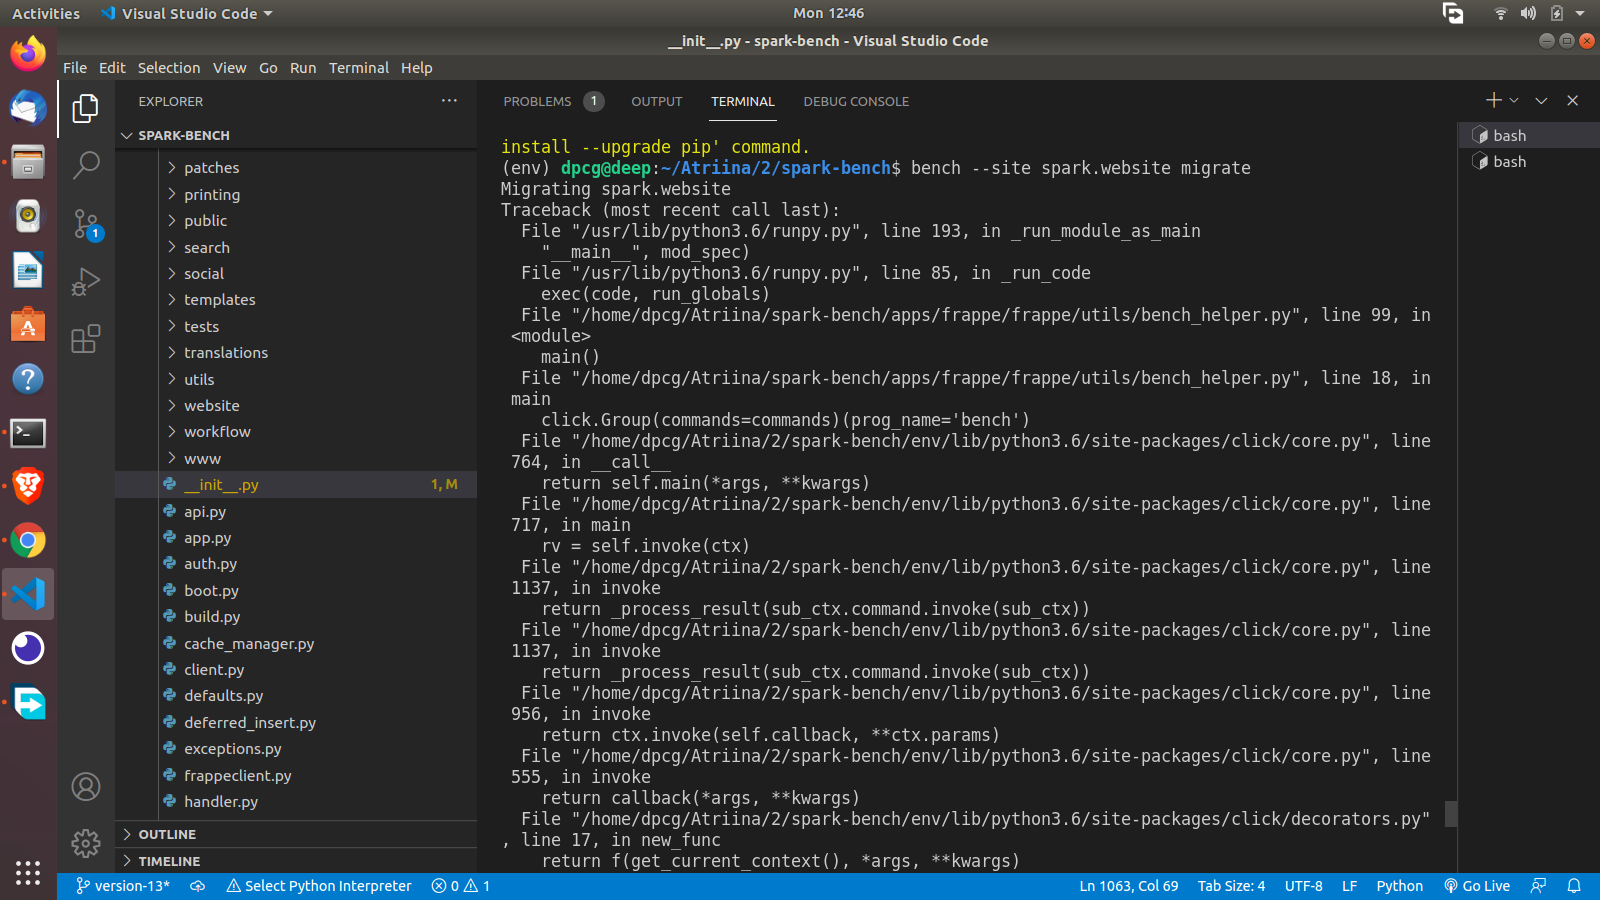 Activities
Visual Studio Code
Mon 12:46
__init__.py - spark-bench - Visual Studio Code
File Edit Selection View Go Run Terminal Help
EXPLORER
SPARK-BENCH
patches
printing
public
search
social
templates
tests
translations
utils
website
workflow
www
__init__.py 1, M
api.py
app.py
auth.py
boot.py
build.py
cache_manager.py
client.py
defaults.py
deferred_insert.py
exceptions.py
frappeclient.py
handler.py
OUTLINE
TIMELINE
1
PROBLEMS 1 OUTPUT TERMINAL DEBUG CONSOLE
install --upgrade pip' command.
(env) dpcg@deep:~/Atriina/2/spark-bench$ bench --site spark.website migrate
Migrating spark.website
Traceback (most recent call last):
File "/usr/lib/python3.6/runpy.py", line 193, in _run_module_as_main
"__main__", mod_spec)
File "/usr/lib/python3.6/runpy.py", line 85, in _run_code
exec(code, run_globals)
File "/home/dpcg/Atriina/spark-bench/apps/frappe/frappe/utils/bench_helper.py", line 99, in
<module>
main()
File "/home/dpcg/Atriina/spark-bench/apps/frappe/frappe/utils/bench_helper.py", line 18, in
main
click.Group(commands=commands)(prog_name='bench')
File "/home/dpcg/Atriina/2/spark-bench/env/lib/python3.6/site-packages/click/core.py", line
764, in __call__
return self.main(*args, **kwargs)
File "/home/dpcg/Atriina/2/spark-bench/env/lib/python3.6/site-packages/click/core.py", line
717, in main
rv = self.invoke(ctx)
File "/home/dpcg/Atriina/2/spark-bench/env/lib/python3.6/site-packages/click/core.py", line
1137, in invoke
return _process_result(sub_ctx.command.invoke(sub_ctx))
File "/home/dpcg/Atriina/2/spark-bench/env/lib/python3.6/site-packages/click/core.py", line
1137, in invoke
return _process_result(sub_ctx.command.invoke(sub_ctx))
File "/home/dpcg/Atriina/2/spark-bench/env/lib/python3.6/site-packages/click/core.py", line
956, in invoke
return ctx.invoke(self.callback, **ctx.params)
File "/home/dpcg/Atriina/2/spark-bench/env/lib/python3.6/site-packages/click/core.py", line
555, in invoke
return callback(*args, **kwargs)
File "/home/dpcg/Atriina/2/spark-bench/env/lib/python3.6/site-packages/click/decorators.py"
, line 17, in new_func
return f(get_current_context(), *args, **kwargs)
bash
bash
version-13* Select Python Interpreter 0 1 Ln 1063, Col 69 Tab Size: 4 UTF-8 LF Python Go Live